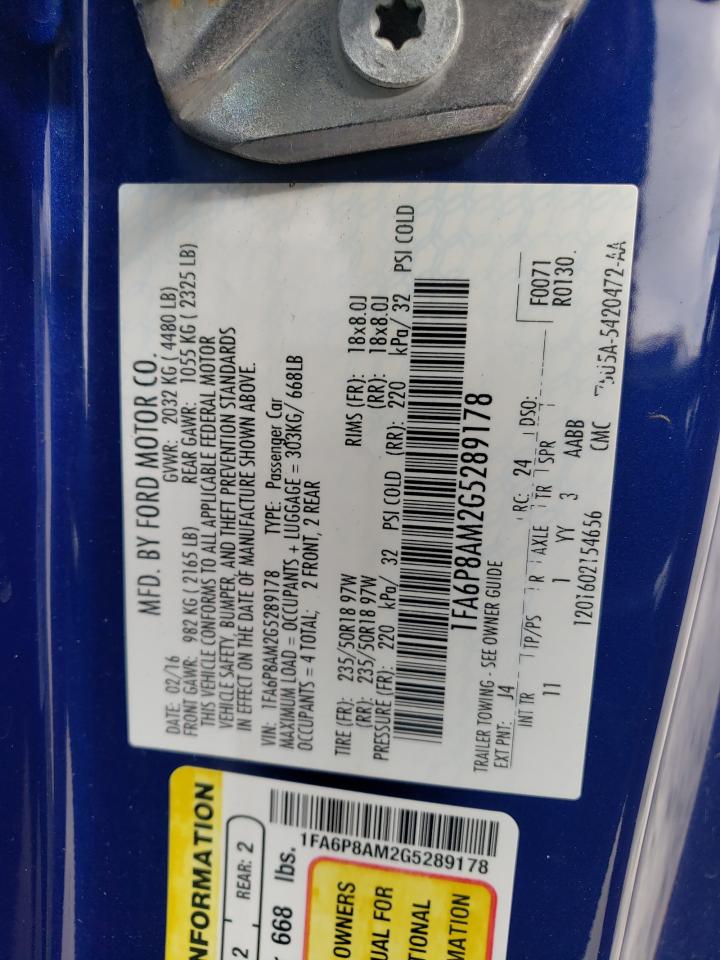 MFD. BY FORD MOTOR CO.
DATE: 02/16 GVWR: 2032 KG ( 4480 LB)
FRONT GAWR: 982 KG ( 2165 LB) REAR GAWR: 1055 KG ( 2325 LB)
THIS VEHICLE CONFORMS TO ALL APPLICABLE FEDERAL MOTOR
VEHICLE SAFETY, BUMPER, AND THEFT PREVENTION STANDARDS
IN EFFECT ON THE DATE OF MANUFACTURE SHOWN ABOVE.
VIN: 1FA6P8AM2G5289178 TYPE: Passenger Car
MAXIMUM LOAD = OCCUPANTS + LUGGAGE = 303KG/ 668LB
OCCUPANTS = 4 TOTAL; 2 FRONT, 2 REAR
TIRE (FR): 235/50R18 97W RIMS (FR): 18x8.0J
(RR): 235/50R18 97W (RR): 18x8.0J
PRESSURE (FR): 220 kPa/ 32 PSI COLD (RR): 220 kPa/ 32 PSI COLD
1FA6P8AM2G5289178
TRAILER TOWING - SEE OWNER GUIDE
EXT PNT: J4 RC: 24 DSO: F0071
INT TR TP/PS R AXLE TR SPR R0130.
11 1 YY 3 AABB
1201602154656 CMC 5420472-AA
NFORMATION
2 REAR: 2
668 lbs.
1FA6P8AM2G5289178
OWNERS
UAL FOR
TIONAL
MATION